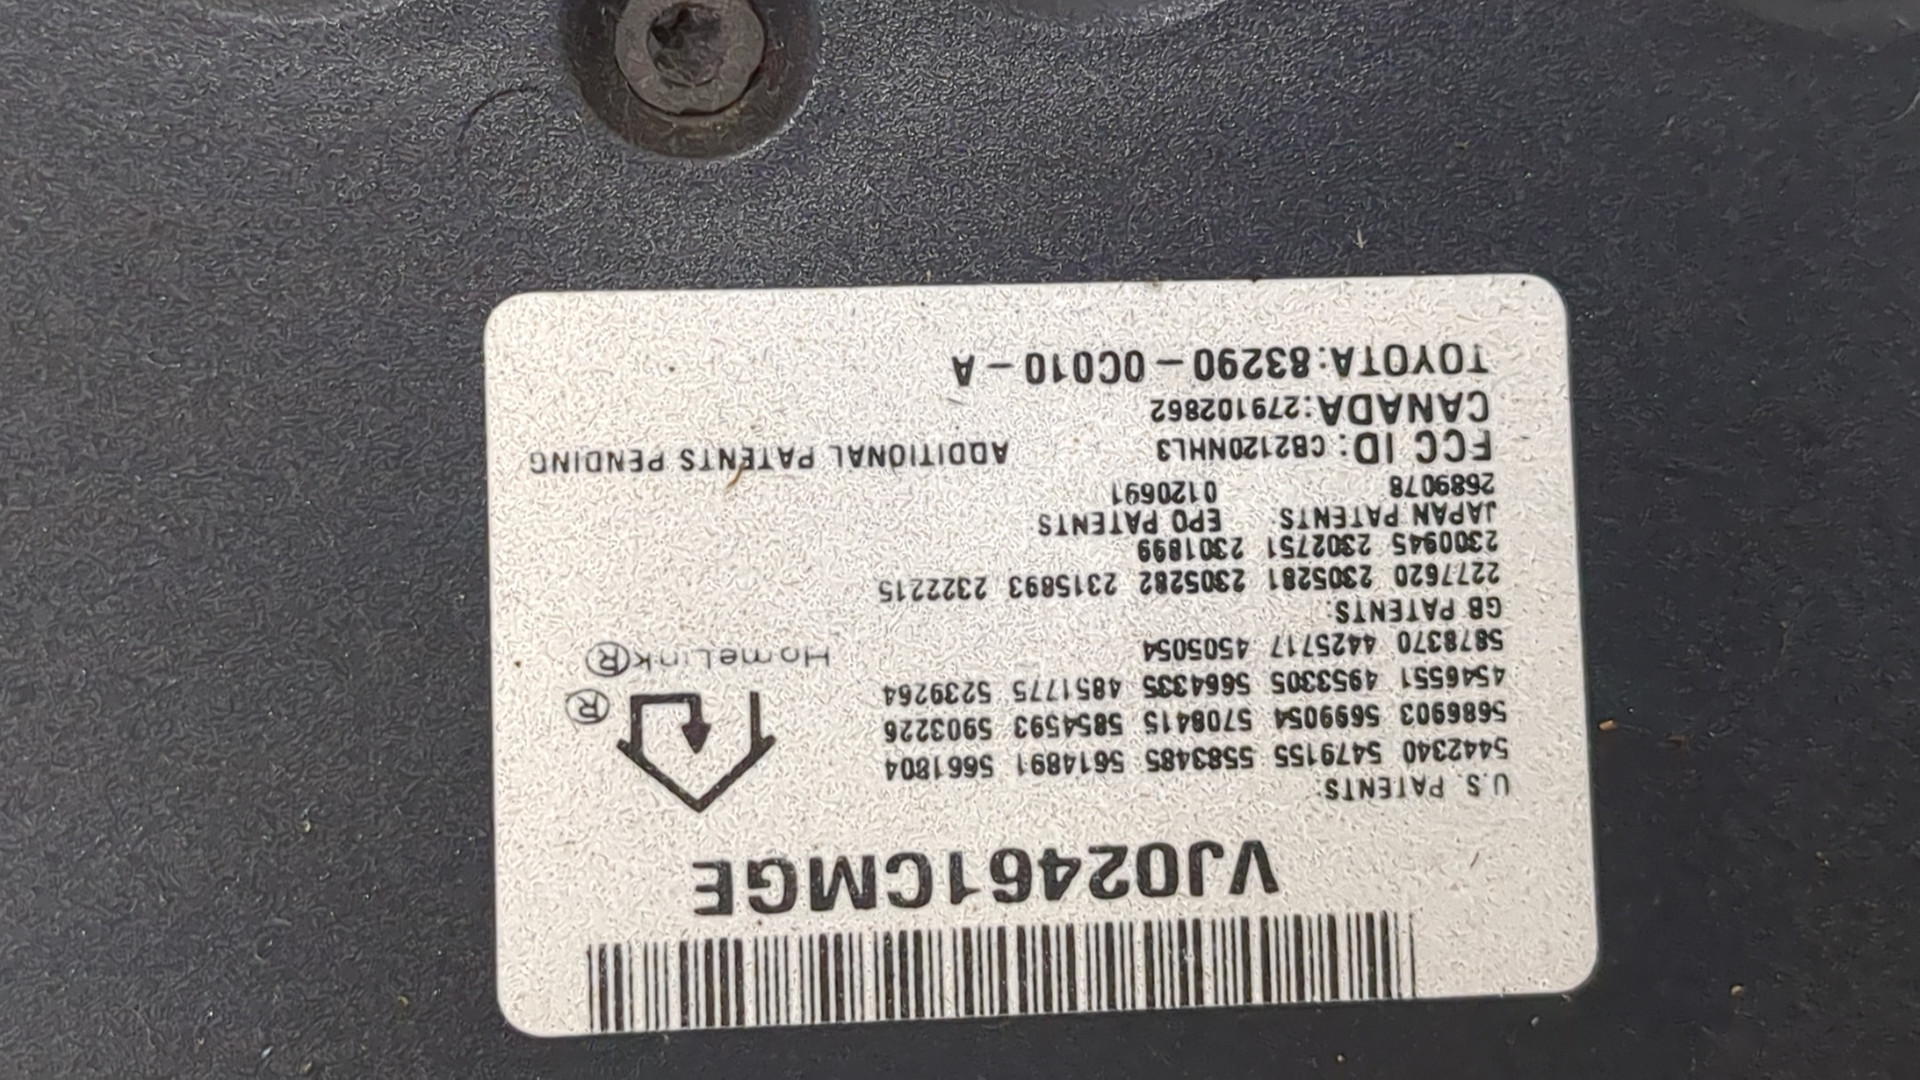 VJ02461CMGE
U.S. PATENTS:
5442340 5479155 5583485 5614891 5661804
5686903 5699054 5708415 5854593 5903226
4546551 4953305 5664335 4851775 5239264
5878370 4425717 4505054
®
HomeLink®
GB PATENTS:
2277620 2305281 2305282 2315893 2322215
2300945 2302751 2301899
JAPAN PATENTS EPO PATENTS
2689078 0120691
FCC ID: CB2120NHL3 ADDITIONAL PATENTS PENDING
CANADA: 279102862
TOYOTA: 83290-0C010-A